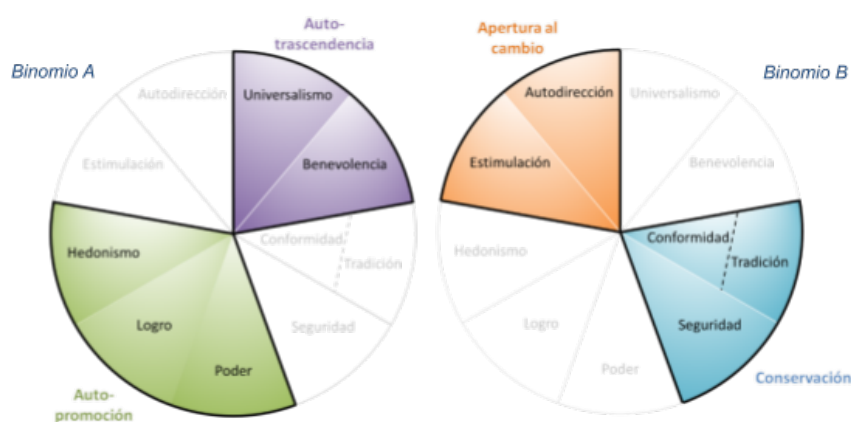 Auto-
trascendencia
Binomio A
Autodirección
Universalismo
Estimulación
Benevolencia
Hedonismo
Conformidad
Tradición
Logro
Seguridad
Poder
Auto-
promoción
Apertura al
cambio
Binomio B
Autodirección
Universalismo
Estimulación
Benevolencia
Hedonismo
Conformidad
Tradición
Logro
Seguridad
Poder
Conservación